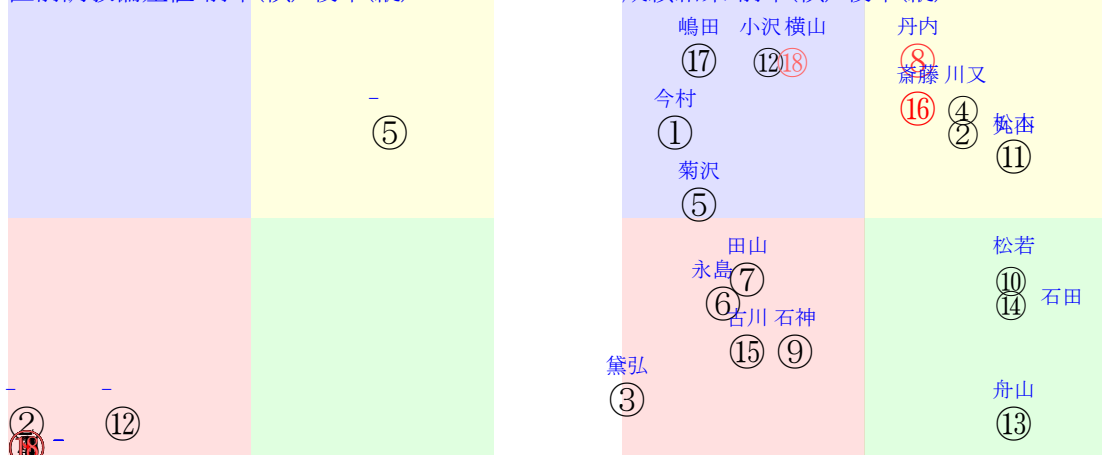 嶋田 小沢 横山 丹内
⑰ ⑫ ⑱ ⑧
斎藤 川又
今村
⑯ ④
⑤ ① ②
⑪
菊沢
⑤
田山 松若
永島 ⑦ ⑩
⑥ ⑭ 石田
古川 石神
⑮ ⑨
黛弘
③
舟山
② ⑫ ⑬